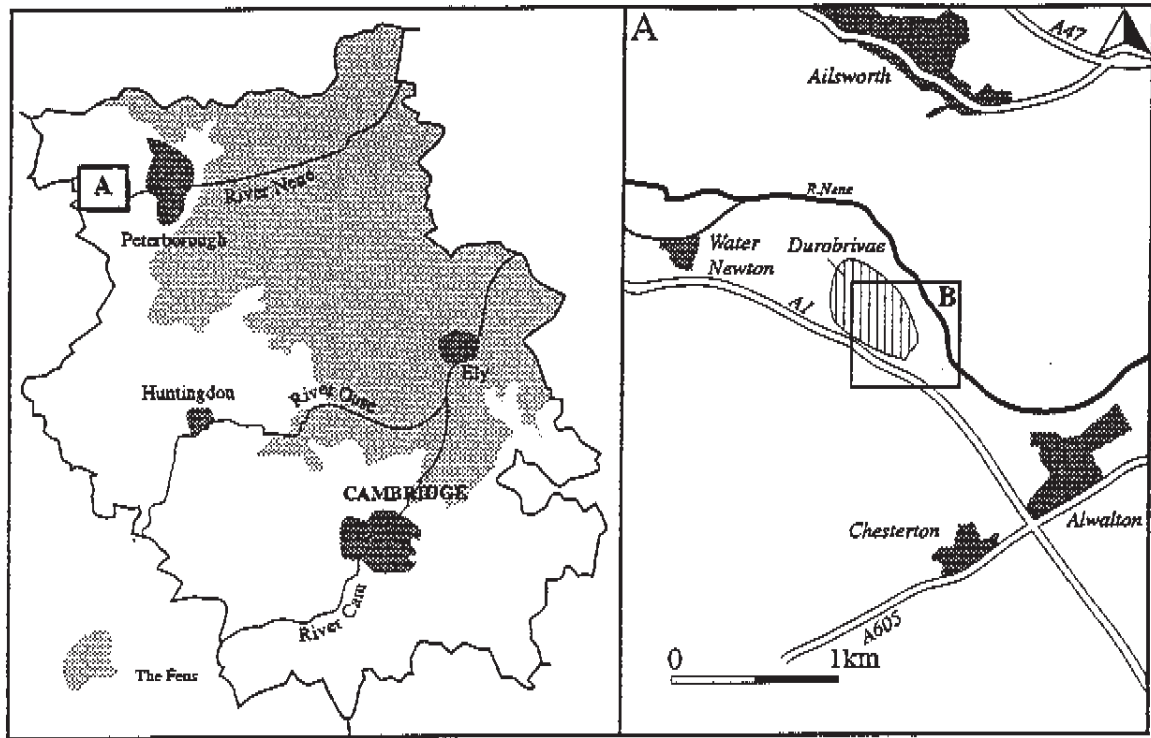 A
River Nene
Peterborough
Huntingdon
River Ouse
Ely
CAMBRIDGE
River Cam
The Fens
A
A47
Ailsworth
R.Nene
Water
Newton
Durobrivae
A1
B
Chesterton
Alwalton
A605
0
1km